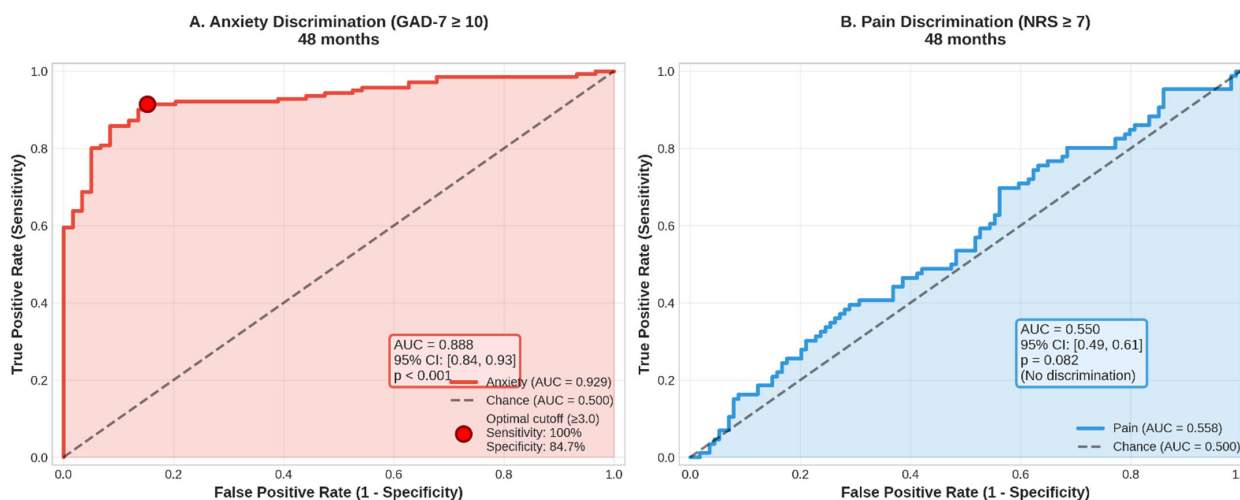 A. Anxiety Discrimination (GAD-7 ≥ 10)
48 months
True Positive Rate (Sensitivity)
1.0
0.8
0.6
0.4
0.2
0.0
AUC = 0.888
95% CI: [0.84, 0.93]
p < 0.001
Anxiety (AUC = 0.929)
Chance (AUC = 0.500)
Optimal cutoff (≥3.0)
Sensitivity: 100%
Specificity: 84.7%
0.0 0.2 0.4 0.6 0.8 1.0
False Positive Rate (1 - Specificity)
B. Pain Discrimination (NRS ≥ 7)
48 months
True Positive Rate (Sensitivity)
1.0
0.8
0.6
0.4
0.2
0.0
AUC = 0.550
95% CI: [0.49, 0.61]
p = 0.082
(No discrimination)
Pain (AUC = 0.558)
Chance (AUC = 0.500)
0.0 0.2 0.4 0.6 0.8 1.0
False Positive Rate (1 - Specificity)